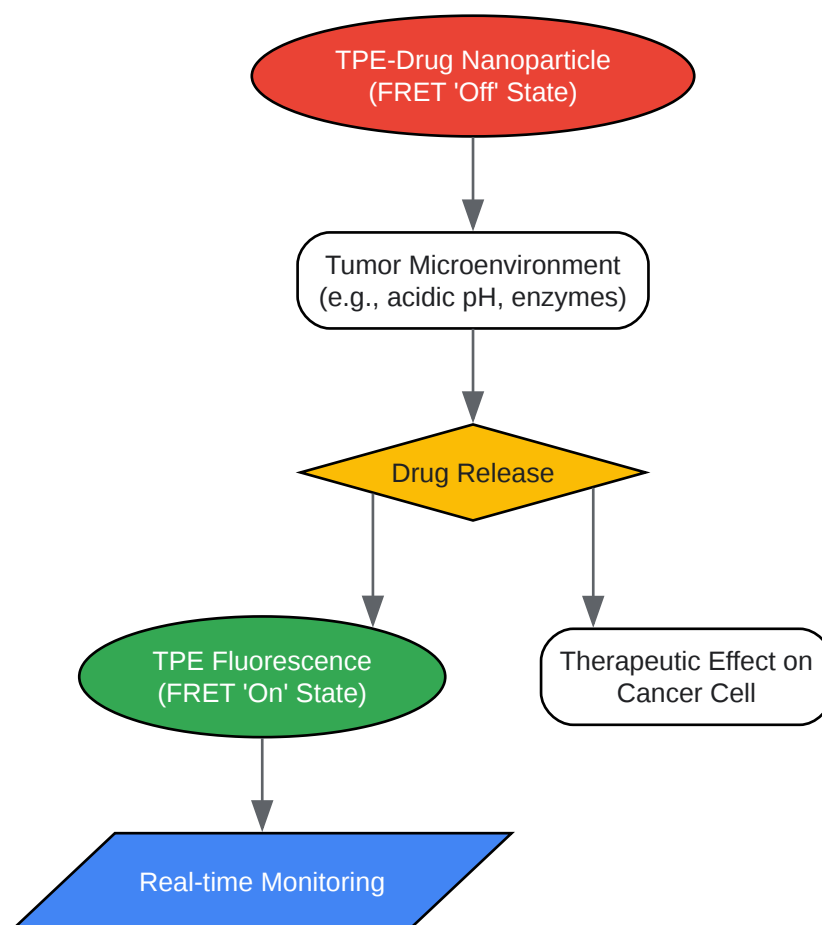 TPE-Drug Nanoparticle
(FRET 'Off' State)
Tumor Microenvironment
(e.g., acidic pH, enzymes)
Drug Release
TPE Fluorescence
(FRET 'On' State)
Therapeutic Effect on
Cancer Cell
Real-time Monitoring